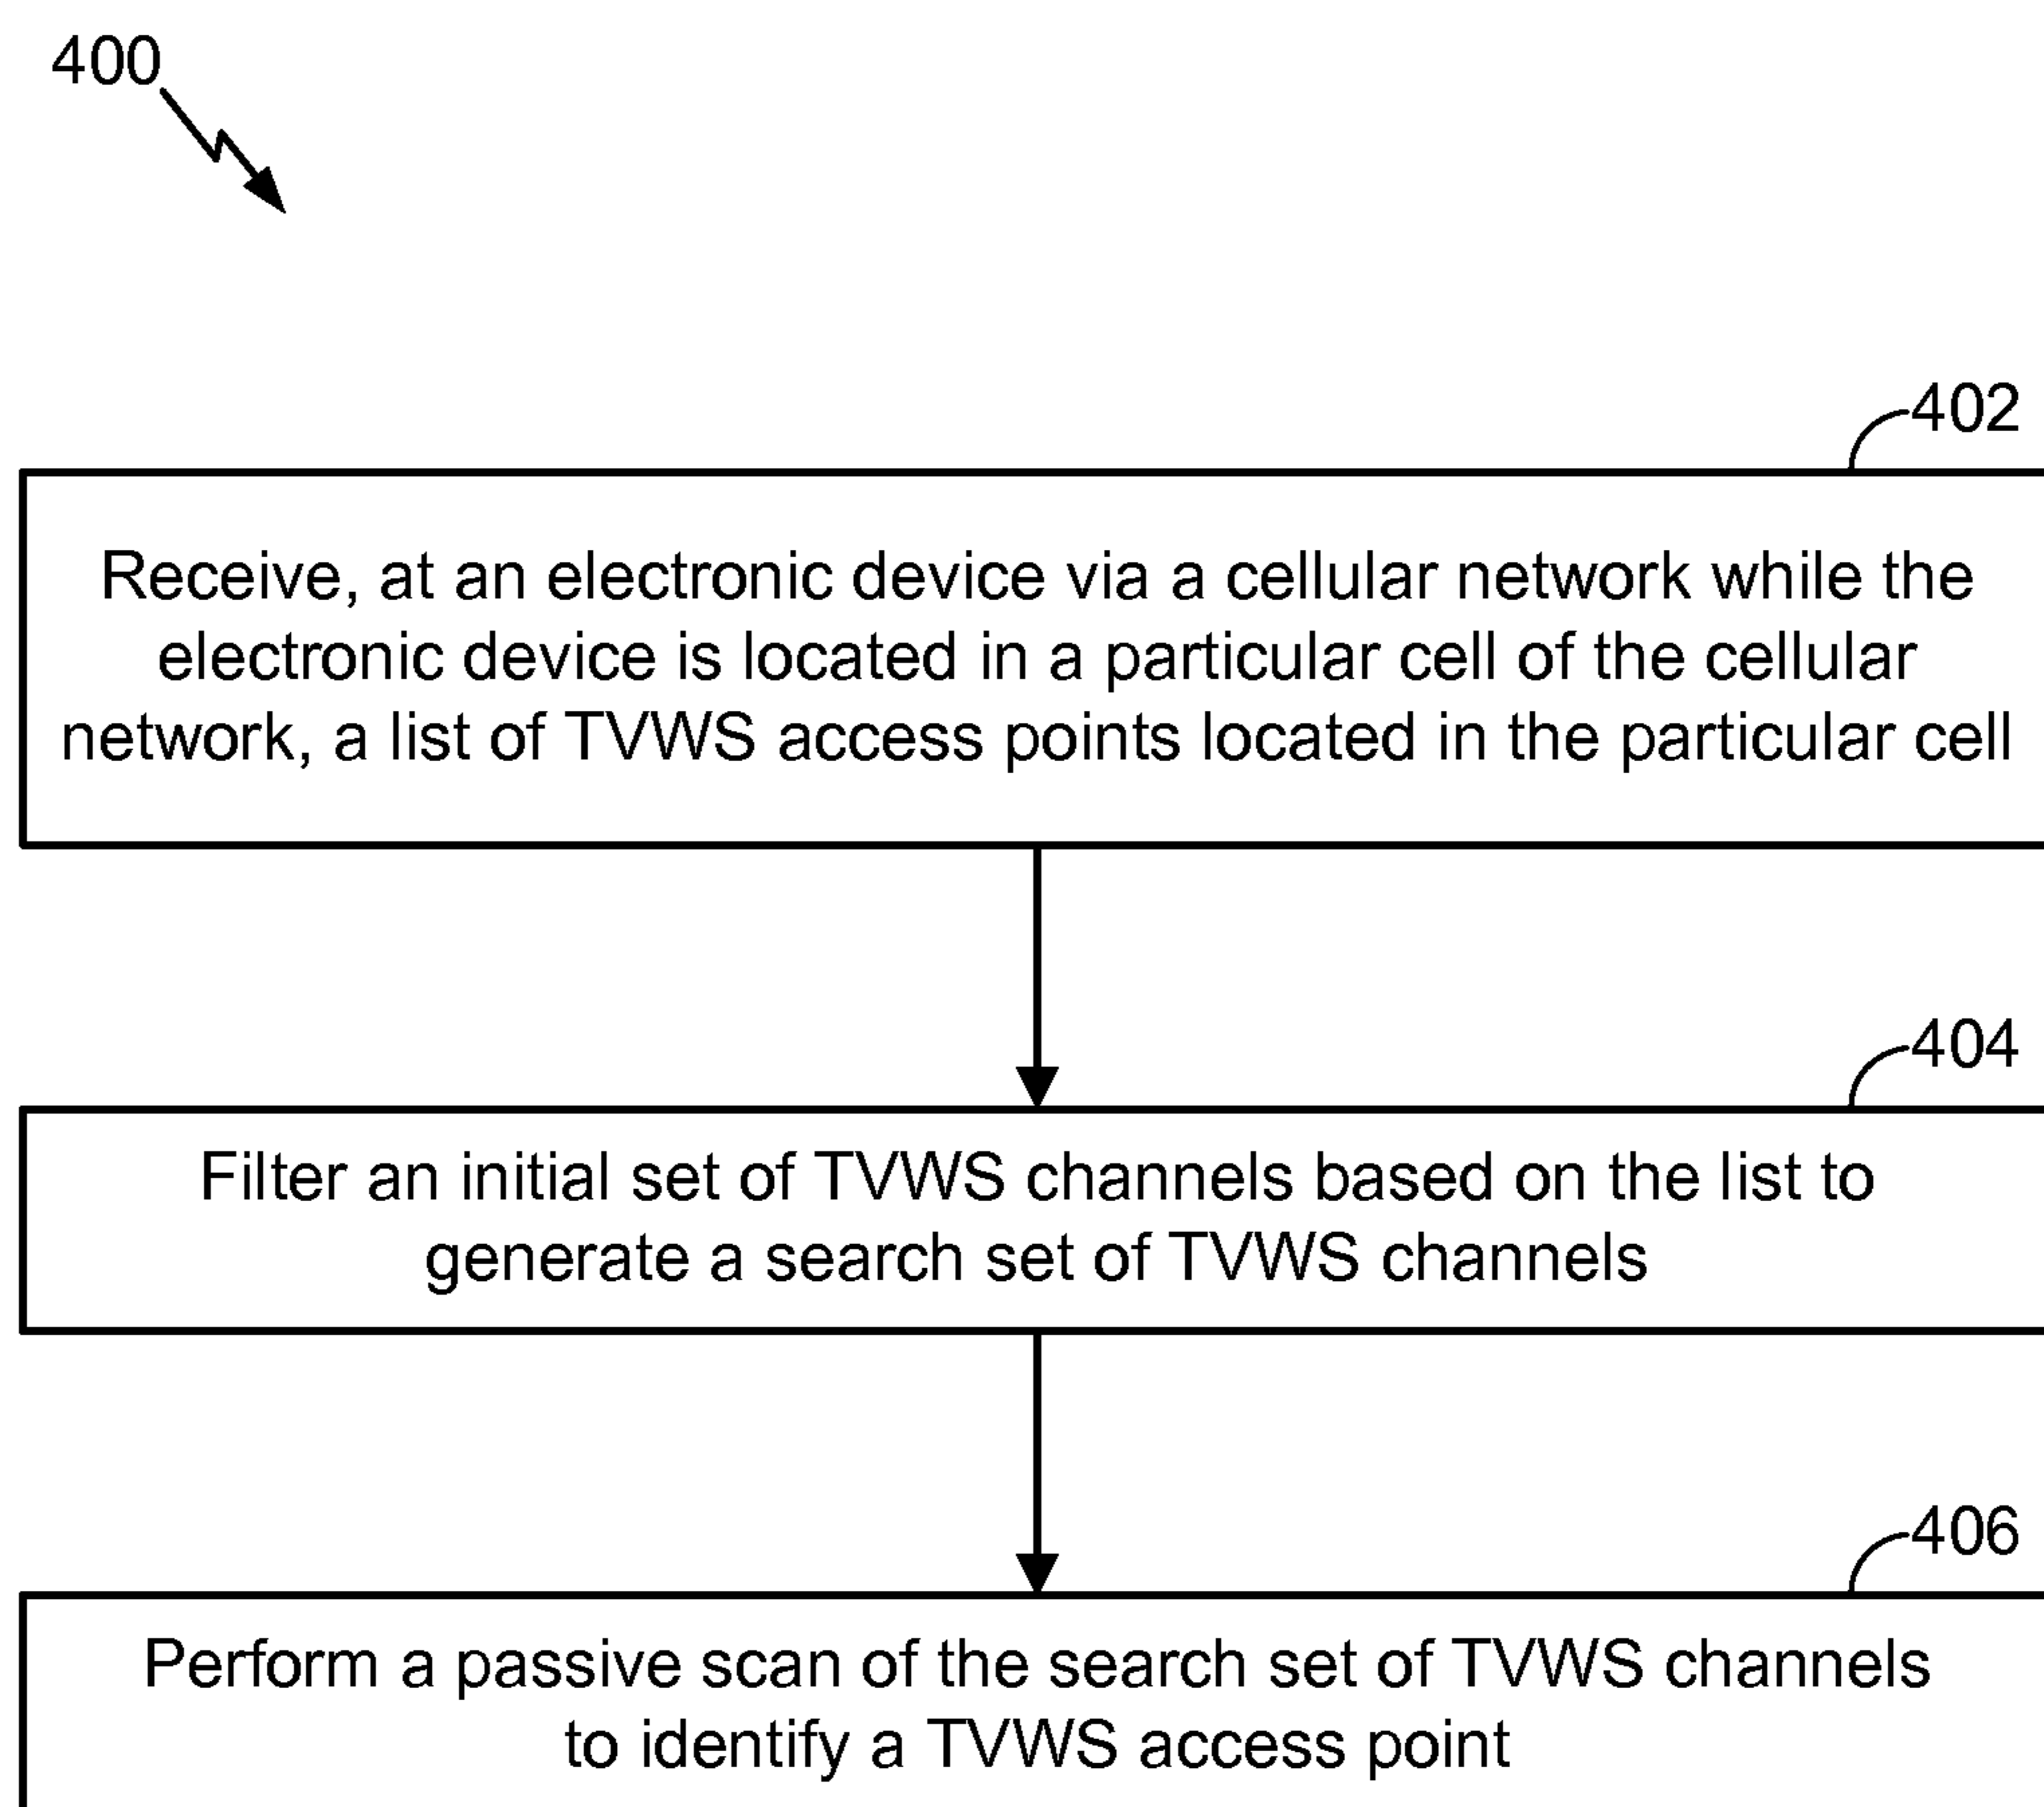 400
402
Receive, at an electronic device via a cellular network while the
electronic device is located in a particular cell of the cellular
network, a list of TVWS access points located in the particular cell
404
Filter an initial set of TVWS channels based on the list to
generate a search set of TVWS channels
406
Perform a passive scan of the search set of TVWS channels
to identify a TVWS access point